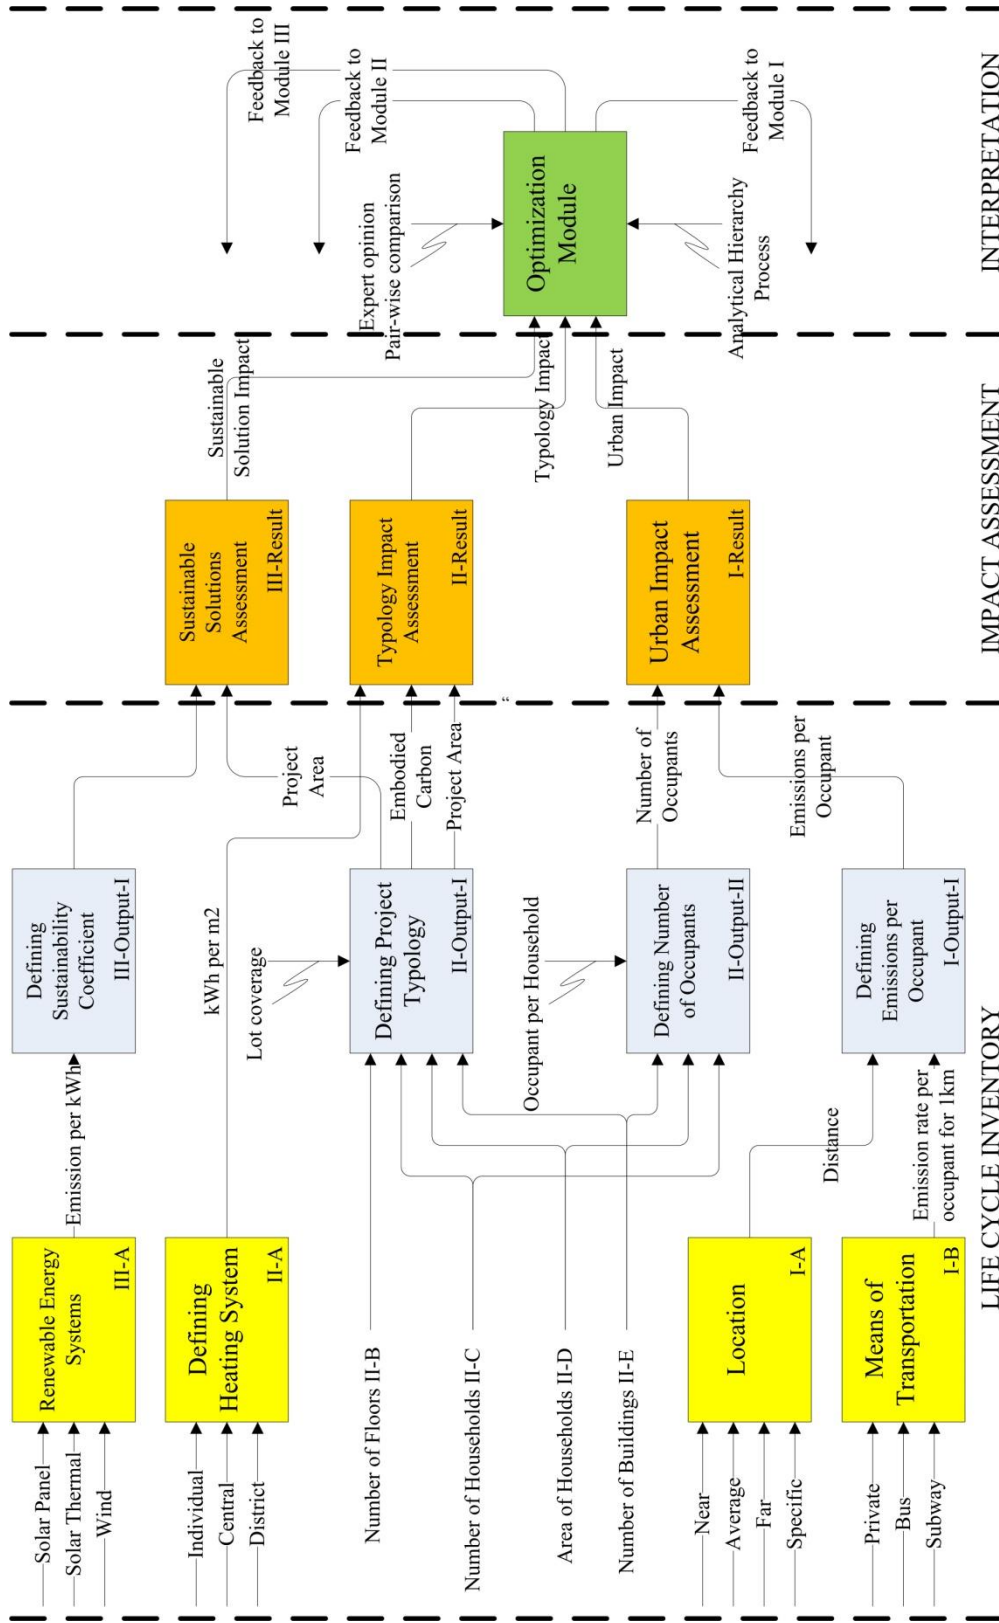 Solar Panel
Solar Thermal
Wind
Renewable Energy
Systems
III-A
Emission per kWh
Defining
Sustainability
Coefficient
III-Output-I
Individual
Central
District
Defining
Heating System
II-A
kWh per m2
Number of Floors II-B
Number of Households II-C
Area of Households II-D
Number of Buildings II-E
Lot coverage
Defining Project
Typology
II-Output-I
Project
Area
Embodied
Carbon
Project Area
Occupant per Household
Defining Number
of Occupants
II-Output-II
Number of
Occupants
Near
Average
Far
Specific
Location
I-A
Distance
Private
Bus
Subway
Means of
Transportation
I-B
Emission rate per
occupant for 1km
Defining
Emissions per
Occupant
I-Output-I
Emissions per
Occupant
LIFE CYCLE INVENTORY
“
Sustainable
Solutions
Assessment
III-Result
Sustainable
Solution Impact
Typology Impact
Assessment
II-Result
Typology Impact
Urban Impact
Assessment
I-Result
Urban Impact
IMPACT ASSESSMENT
Feedback to
Module III
Feedback to
Module II
Expert opinion
Pair-wise comparison
Optimization
Module
Analytical Hierarchy
Process
Feedback to
Module I
INTERPRETATION